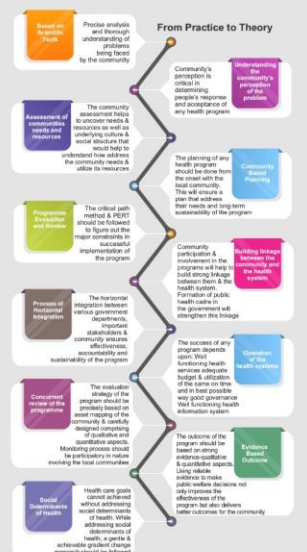 From Practice to Theory
Based on
Scientific
Facts
Precise analysis
and thorough
understanding of
problems
being faced
by the community
Understanding
the
community's
perception
of
the problem
Community's
perception is
critical in
determining
people's response
and acceptance of
any health program
Assessment of
communities
needs and
resources
The community
assessment helps
to uncover needs &
resources as well as
underlying culture &
social structure that
would help to
understand how address
the community needs &
utilize its resources
Community
Based
Planning
The planning of any
health program
should be done from
the onset with the
local community.
This will ensure a
plan that address
their needs and long-term
sustainability of the program
Programme
Evaluation
and Review
The critical path
method & PERT
should be followed
to figure out the
major constraints in
successful
implementation of
the program
Building linkage
between the
community and
the health
system
Community
participation &
involvement in the
programs will help to
build strong linkage
between them & the
health system.
Formation of public
health cadre in
the government will
strengthen this linkage
Process of
Horizontal
Integration
The horizontal
integration between
various government
departments,
important
stakeholders &
community ensures
effectiveness,
accountability and
sustainability of the program
Operation
of the
health systems
The success of any
program depends
upon. Well
functioning health
services adequate
budget & utilization
of the same on time
and in best possible
way good governance
Well functioning health
information system
Concurrent
review of the
programme
The evaluation
strategy of the
program should be
precisely based on
asset mapping of the
community & carefully
designed comprising
of qualitative and
quantitative aspects.
Monitoring process should
be participatory in nature
involving the local communities
Evidence
Based
Outcome
The outcome of the
program should be
based on strong
evidence-qualitative
& quantitative aspects.
Using reliable
evidence to make
public welfare decisions not
only improves the
effectiveness of the
program but also delivers
better outcomes for the community
Social
Determinants
of Health
Health care goals
cannot achieved
without addressing
social determinants
of health. While
addressing social
determinants of
health, a gentle &
achievable gradient change
approach should be followed